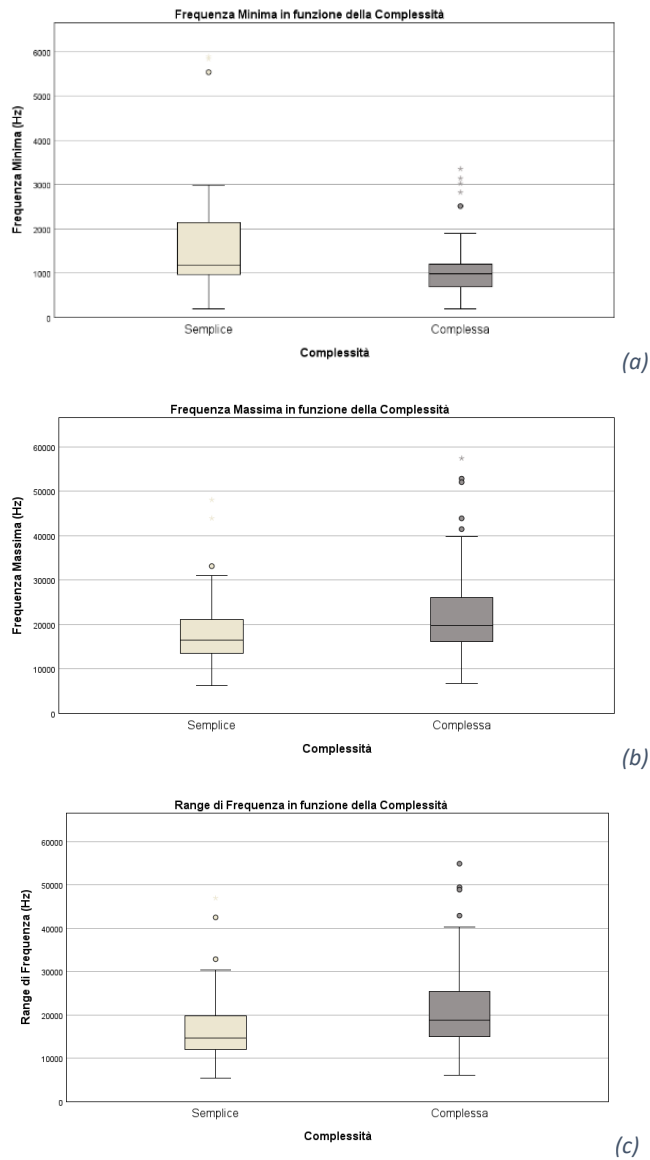 Frequenza Minima in funzione della Complessità
Frequenza Minima (Hz)
6000
5000
4000
3000
2000
1000
0
Semplice
Complessa
Complessità
(a)
Frequenza Massima in funzione della Complessità
Frequenza Massima (Hz)
60000
50000
40000
30000
20000
10000
0
Semplice
Complessa
Complessità
(b)
Range di Frequenza in funzione della Complessità
Range di Frequenza (Hz)
60000
50000
40000
30000
20000
10000
0
Semplice
Complessa
Complessità
(c)